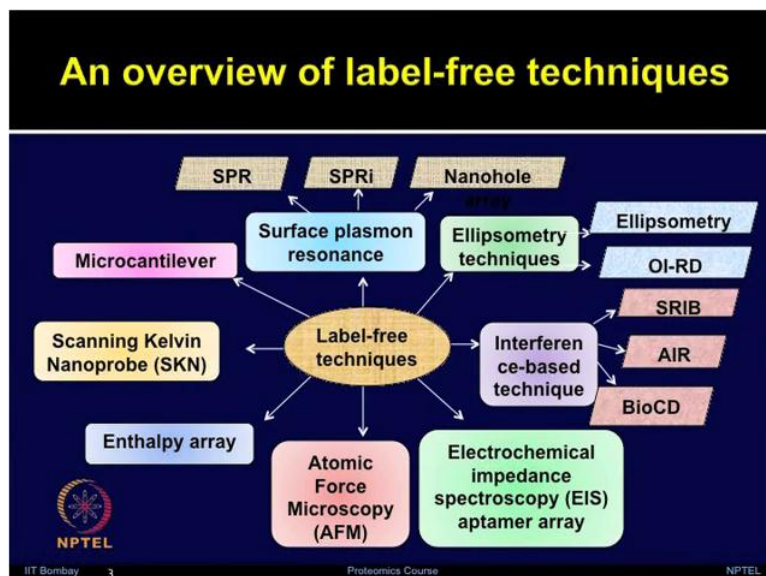 An overview of label-free techniques
SPR
SPRi
Nanohole
array
Surface plasmon
resonance
Ellipsometry
techniques
Ellipsometry
OI-RD
Microcantilever
SRIB
Scanning Kelvin
Nanoprobe (SKN)
Label-free
techniques
Interferen
ce-based
technique
AIR
BioCD
Enthalpy array
Atomic
Force
Microscopy
(AFM)
Electrochemical
impedance
spectroscopy (EIS)
aptamer array
NPTEL
IIT Bombay
3
Proteomics Course
NPTEL